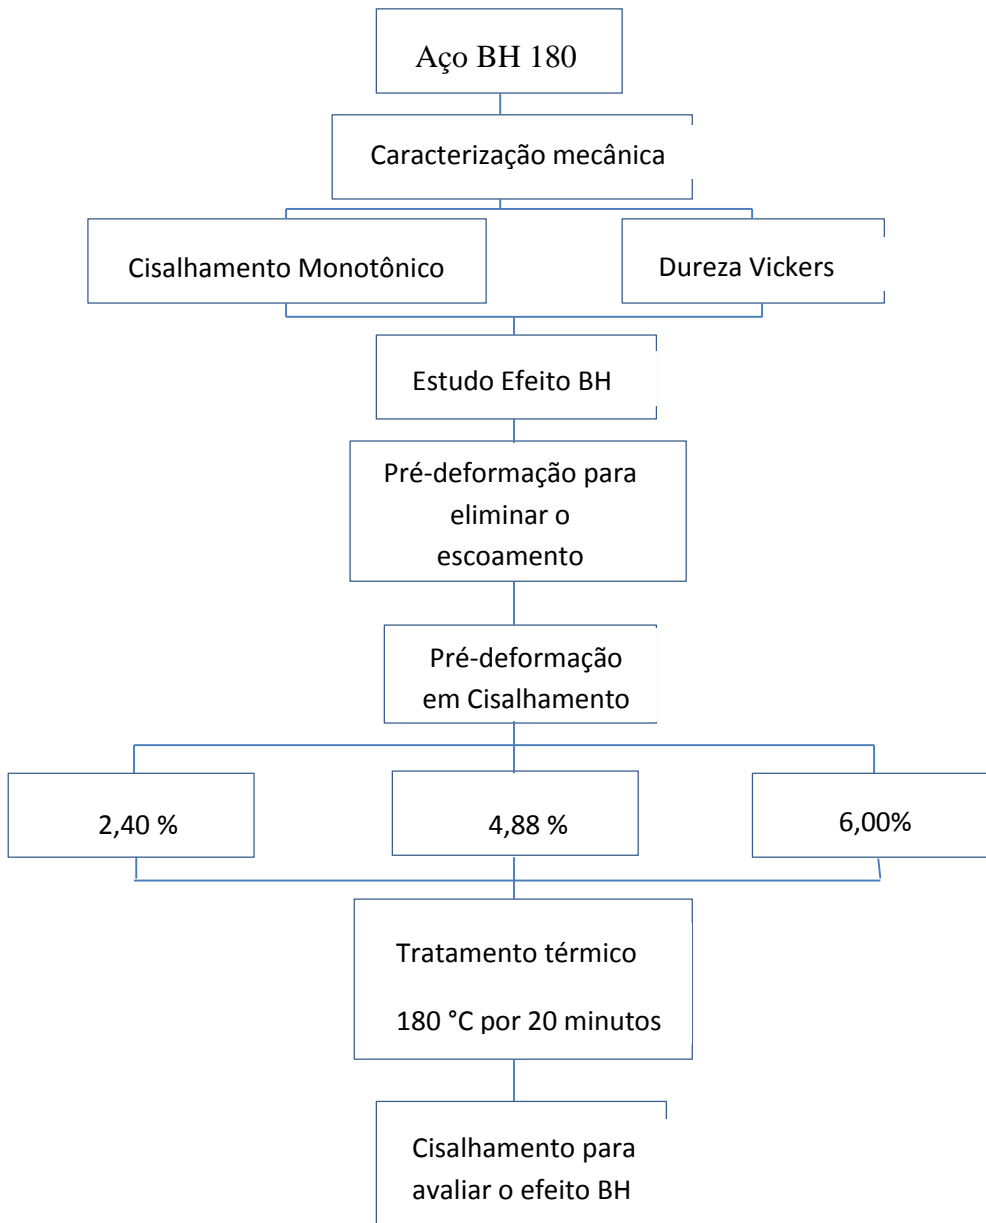 Aço BH 180
Caracterização mecânica
Cisalhamento Monotônico
Dureza Vickers
Estudo Efeito BH
Pré-deformação para
eliminar o
escoamento
Pré-deformação
em Cisalhamento
2,40 %
4,88 %
6,00%
Tratamento térmico
180 °C por 20 minutos
Cisalhamento para
avaliar o efeito BH